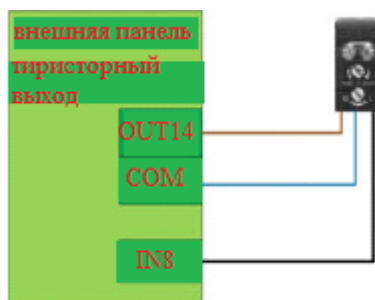 внешняя панель
тиристорный
выход
OUT14
COM
IN8